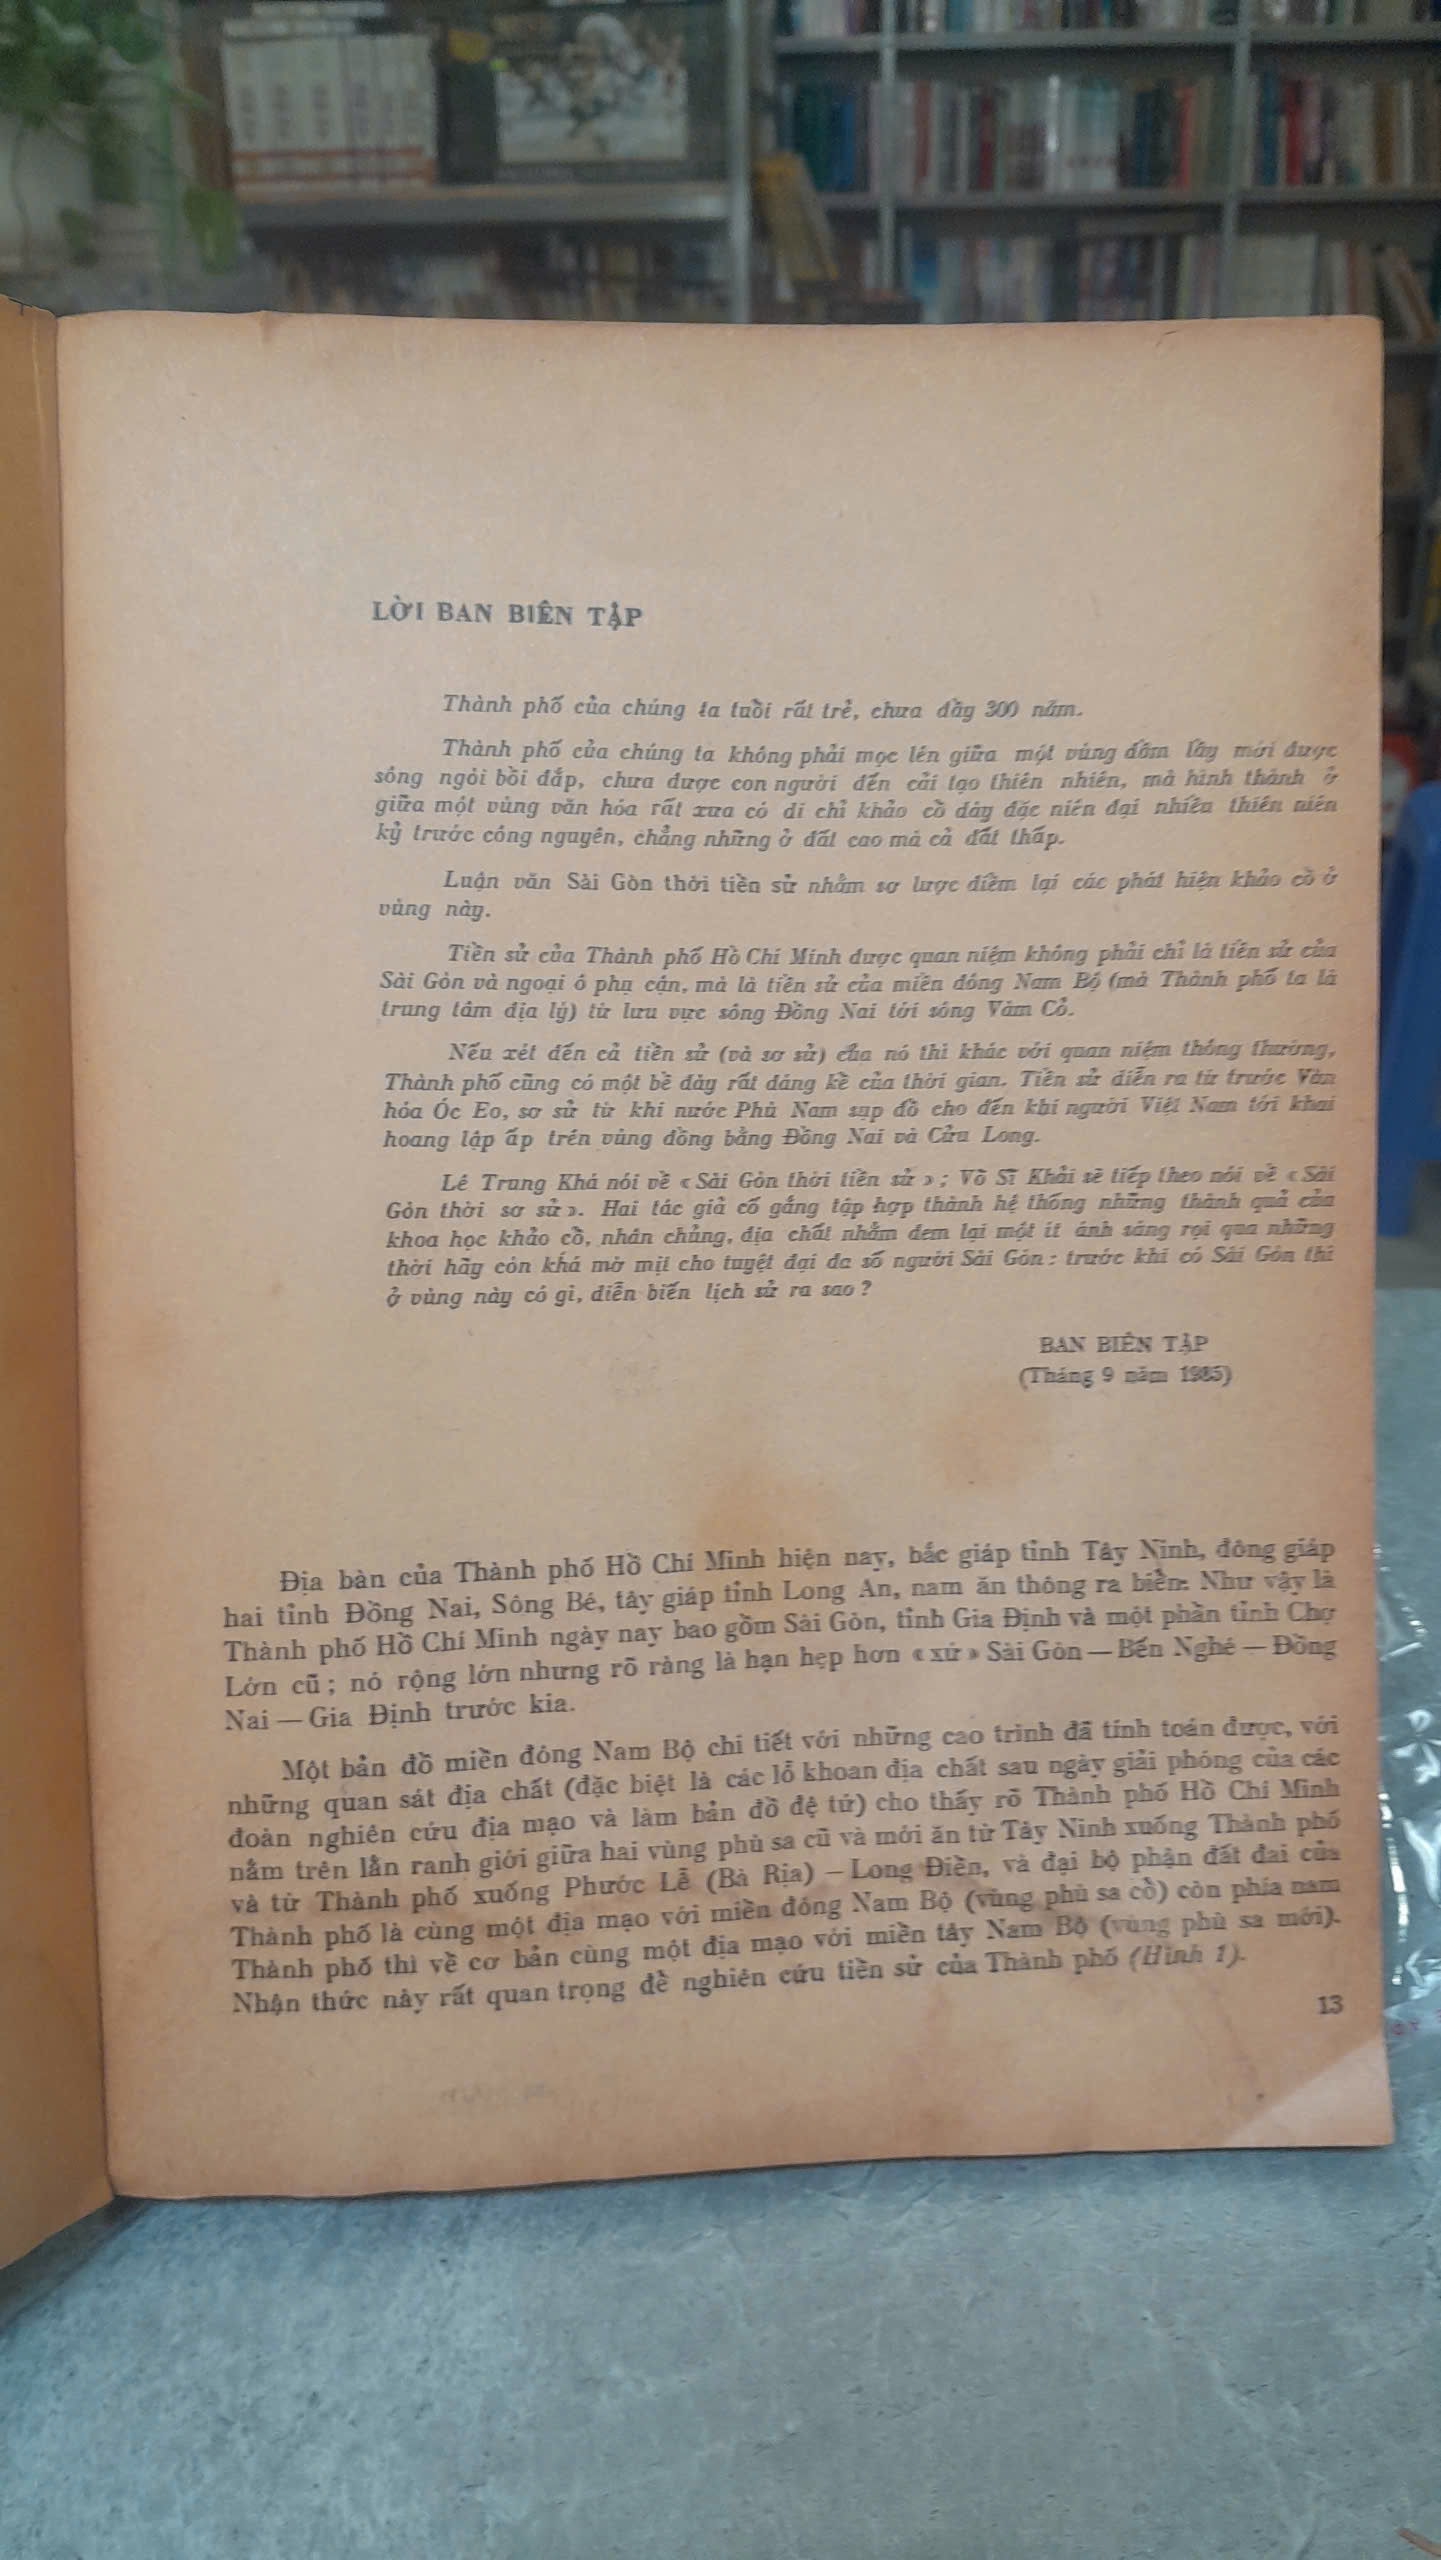 LỜI BAN BIÊN TẬP
Thành phố của chúng ta tuổi rất trẻ, chưa đầy 300 năm.
Thành phố của chúng ta không phải mọc lên giữa một vùng đầm lầy mới được
sông ngòi bồi đắp, chưa được con người đến cải tạo thiên nhiên, mà hình thành ở
giữa một vùng văn hóa rất xưa có di chỉ khảo cổ dày đặc niên đại nhiều thiên niên
kỷ trước công nguyên, chẳng những ở đất cao mà cả đất thấp.
Luận văn Sài Gòn thời tiền sử nhằm sơ lược điểm lại các phát hiện khảo cổ ở
vùng này.
Tiền sử của Thành phố Hồ Chí Minh được quan niệm không phải chỉ là tiền sử của
Sài Gòn và ngoại ô phụ cận, mà là tiền sử của miền đông Nam Bộ (mà Thành phố ta là
trung tâm địa lý) từ lưu vực sông Đồng Nai tới sông Vàm Cỏ.
Nếu xét đến cả tiền sử (và sơ sử) của nó thì khác với quan niệm thông thường,
Thành phố cũng có một bề dày rất đáng kể của thời gian. Tiền sử diễn ra từ trước Văn
hóa Óc Eo, sơ sử từ khi nước Phù Nam sụp đổ cho đến khi người Việt Nam tới khai
hoang lập ấp trên vùng đồng bằng Đồng Nai và Cửu Long.
Lê Trung Khá nói về « Sài Gòn thời tiền sử » ; Võ Sĩ Khải sẽ tiếp theo nói về « Sài
Gòn thời sơ sử ». Hai tác giả cố gắng tập hợp thành hệ thống những thành quả của
khoa học khảo cổ, nhân chủng, địa chất nhằm đem lại một ít ánh sáng rọi qua những
thời hãy còn khá mờ mịt cho tuyệt đại đa số người Sài Gòn : trước khi có Sài Gòn thì
ở vùng này có gì, diễn biến lịch sử ra sao ?
BAN BIÊN TẬP
(Tháng 9 năm 1985)
Địa bàn của Thành phố Hồ Chí Minh hiện nay, bắc giáp tỉnh Tây Ninh, đông giáp
hai tỉnh Đồng Nai, Sông Bé, tây giáp tỉnh Long An, nam ăn thông ra biển. Như vậy là
Thành phố Hồ Chí Minh ngày nay bao gồm Sài Gòn, tỉnh Gia Định và một phần tỉnh Chợ
Lớn cũ ; nó rộng lớn nhưng rõ ràng là hạn hẹp hơn « xứ » Sài Gòn — Bến Nghé — Đồng
Nai — Gia Định trước kia.
Một bản đồ miền đông Nam Bộ chi tiết với những cao trình đã tính toán được, với
những quan sát địa chất (đặc biệt là các lỗ khoan địa chất sau ngày giải phóng của các
đoàn nghiên cứu địa mạo và làm bản đồ đệ tứ) cho thấy rõ Thành phố Hồ Chí Minh
nằm trên lằn ranh giới giữa hai vùng phù sa cũ và mới ăn từ Tây Ninh xuống Thành phố
và từ Thành phố xuống Phước Lễ (Bà Rịa) – Long Điền, và đại bộ phận đất đai của
Thành phố là cùng một địa mạo với miền đông Nam Bộ (vùng phù sa cổ) còn phía nam
Thành phố thì về cơ bản cùng một địa mạo với miền tây Nam Bộ (vùng phù sa mới).
Nhận thức này rất quan trọng để nghiên cứu tiền sử của Thành phố (Hình 1).
13